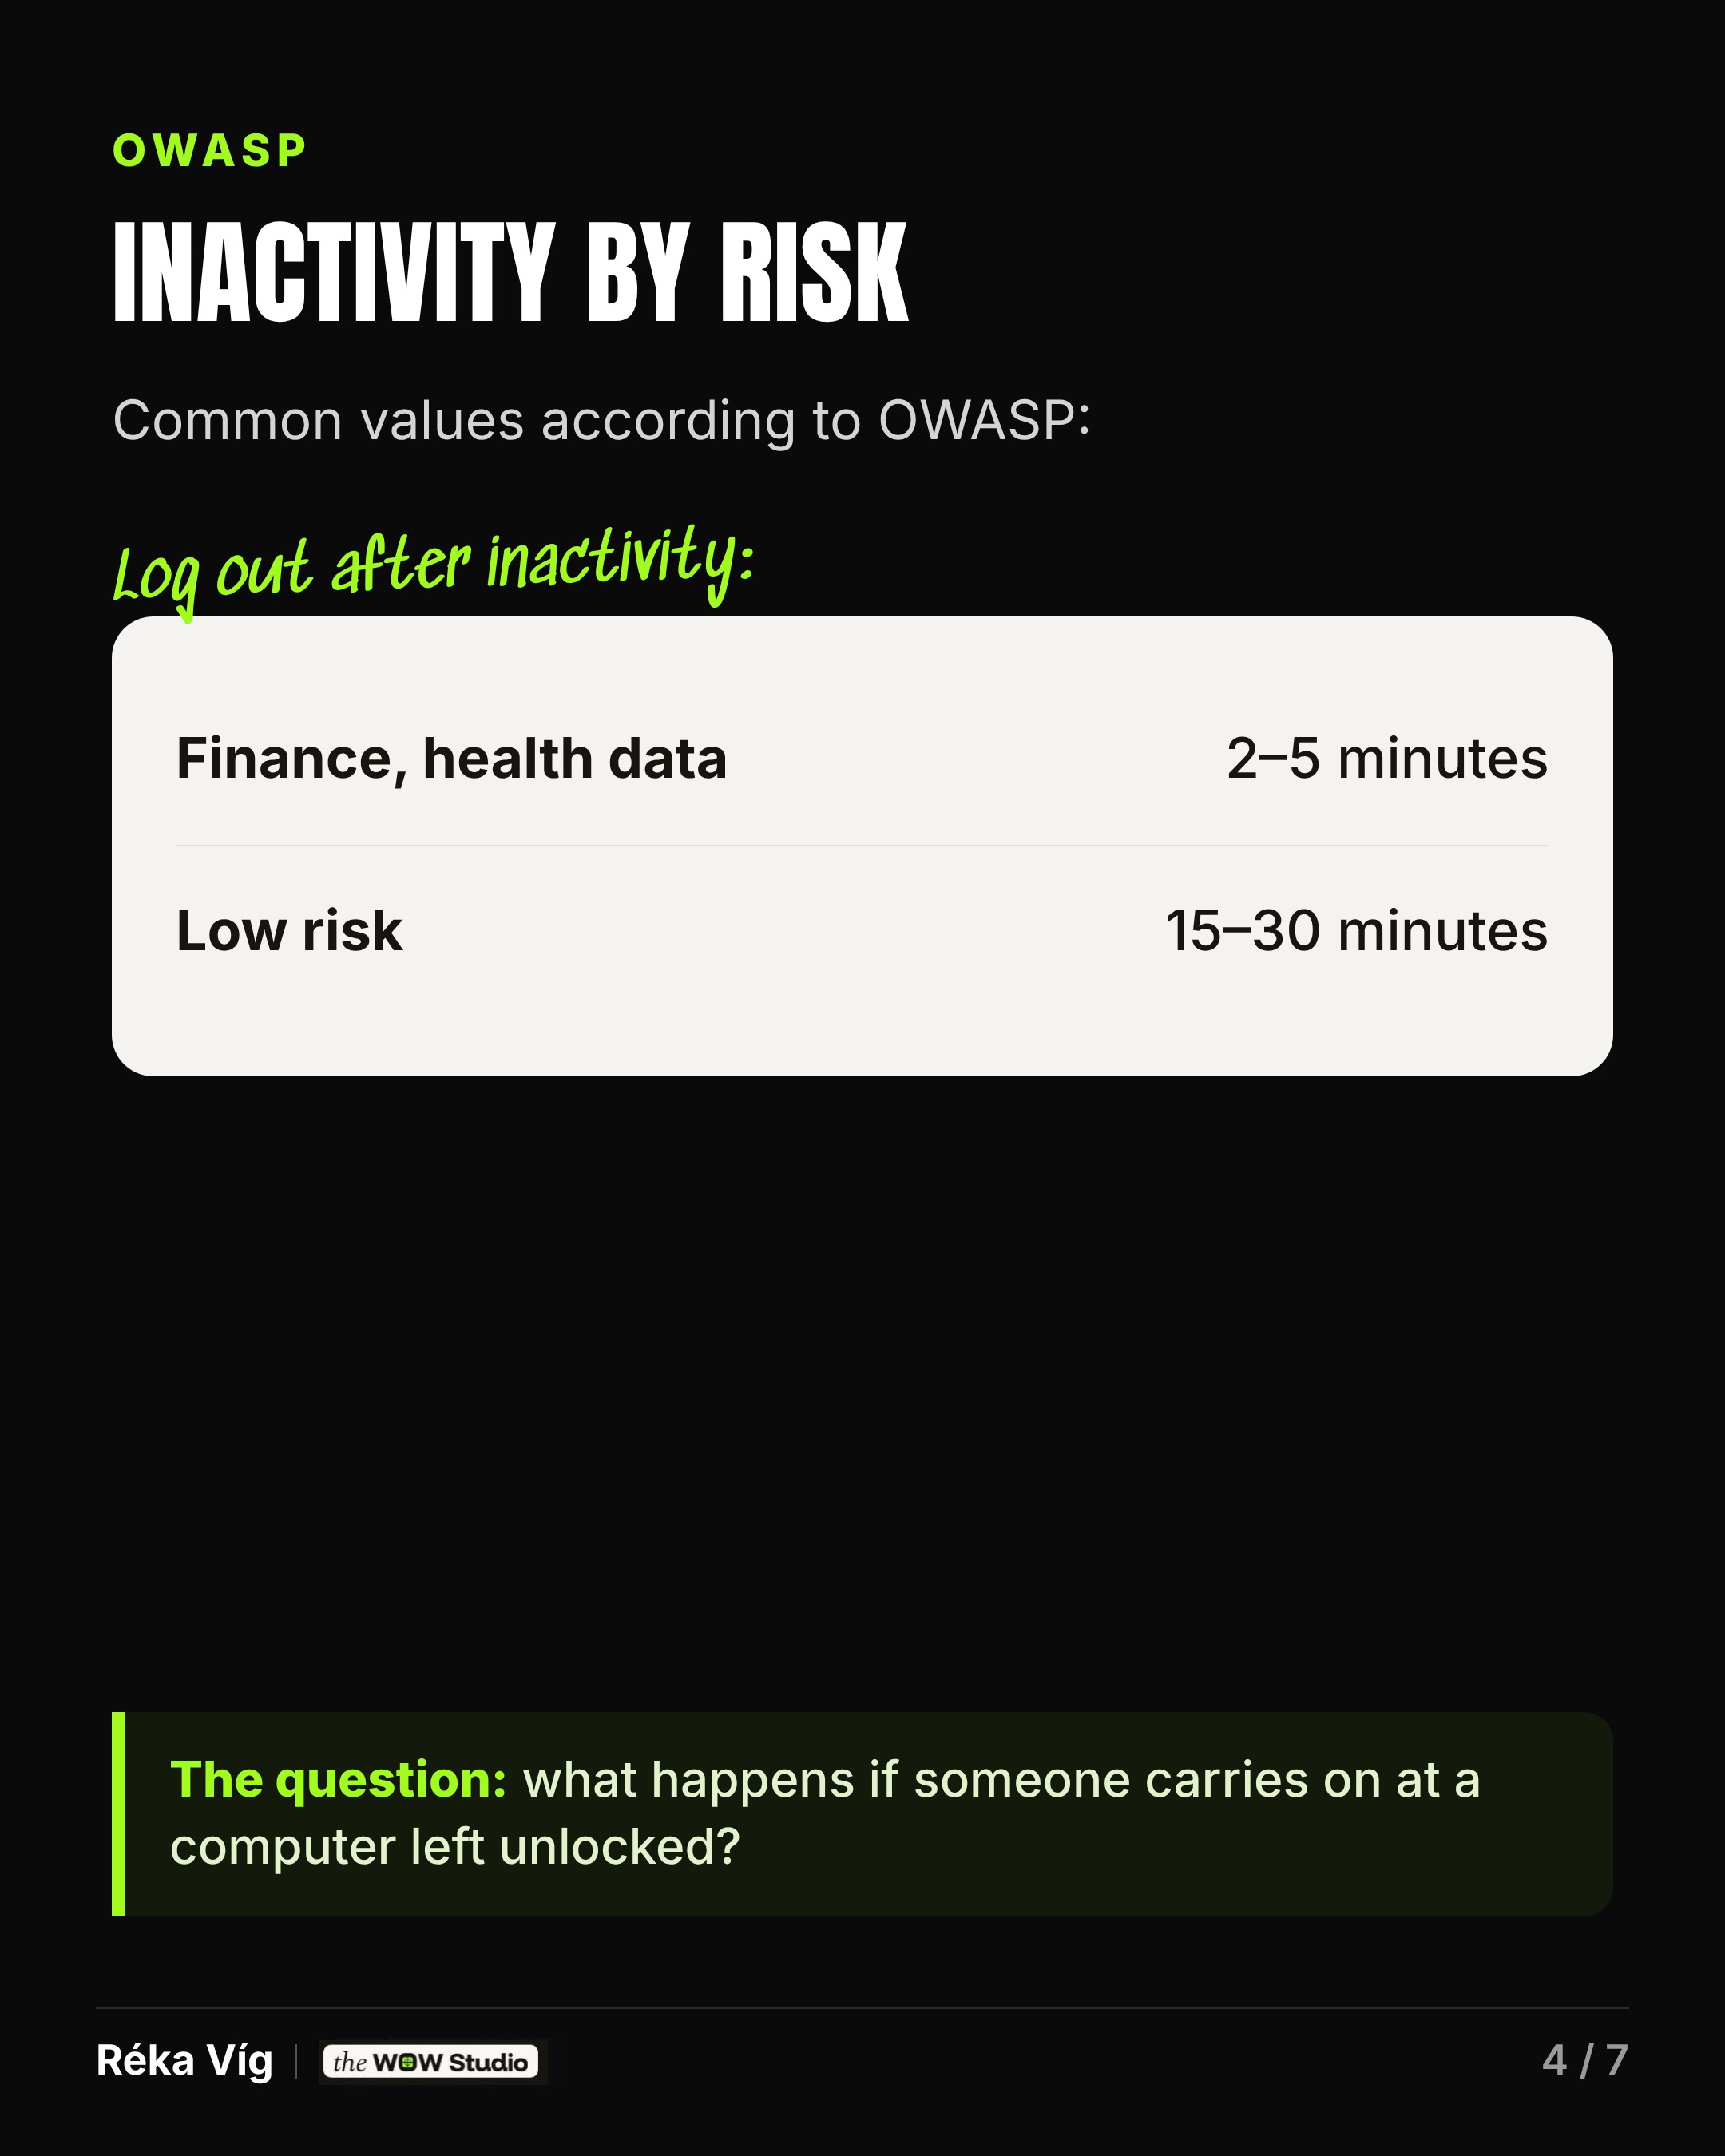 OWASP
INACTIVITY BY RISK
Common values according to OWASP:
Log out after inactivity:
Finance, health data 2–5 minutes
Low risk 15–30 minutes
The question: what happens if someone carries on at a
computer left unlocked?
Réka Víg the WOW Studio 4 / 7